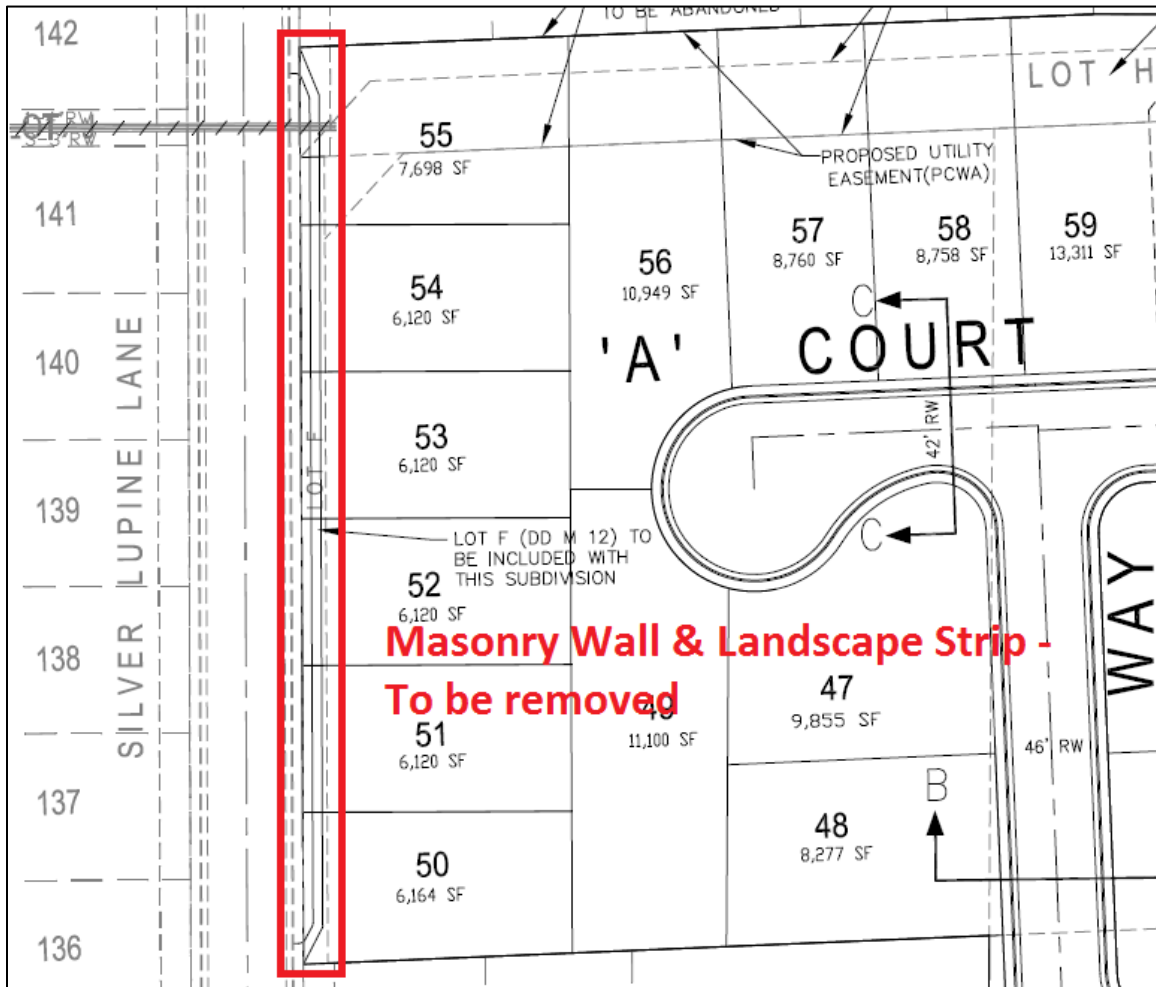 142
TO BE ABANDONED
LOT H
55
7,698 SF
PROPOSED UTILITY
EASEMENT(PCWA)
141
54
6,120 SF
56
10,949 SF
57
8,760 SF
58
8,758 SF
59
13,311 SF
C
'A' COURT
140
53
6,120 SF
42' RW
LOT F
139
LOT F (DD M 12) TO
BE INCLUDED WITH
THIS SUBDIVISION
C
52
6,120 SF
SILVER LUPINE LANE
WAY
Masonry Wall & Landscape Strip -
To be removed
138
49
11,100 SF
47
9,855 SF
51
6,120 SF
46' RW
137
B
48
8,277 SF
50
6,164 SF
136